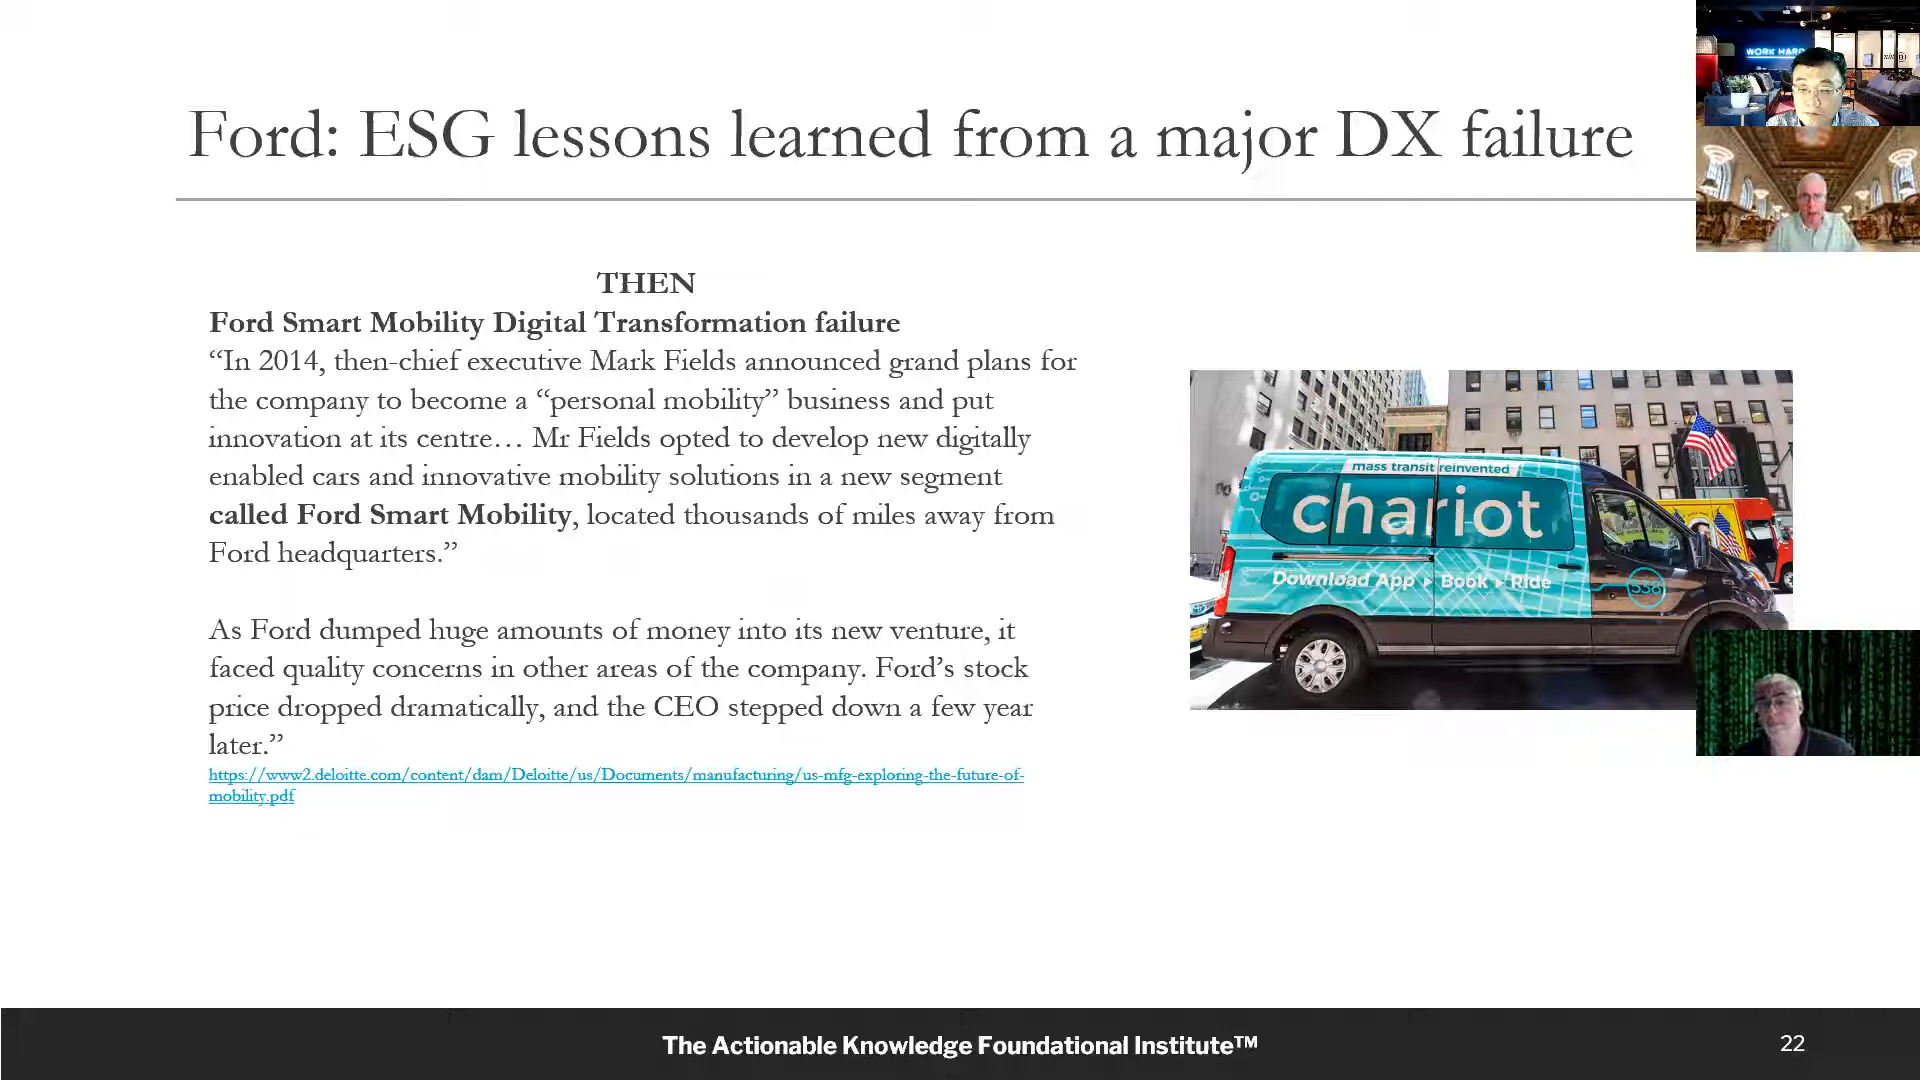 WORK HARD
Ford: ESG lessons learned from a major DX failure
THEN
Ford Smart Mobility Digital Transformation failure
“In 2014, then-chief executive Mark Fields announced grand plans for
the company to become a “personal mobility” business and put
innovation at its centre… Mr Fields opted to develop new digitally
enabled cars and innovative mobility solutions in a new segment
called Ford Smart Mobility, located thousands of miles away from
Ford headquarters.”
As Ford dumped huge amounts of money into its new venture, it
faced quality concerns in other areas of the company. Ford’s stock
price dropped dramatically, and the CEO stepped down a few year
later.”
https://www2.deloitte.com/content/dam/Deloitte/us/Documents/manufacturing/us-mfg-exploring-the-future-of-
mobility.pdf
mass transit reinvented
chariot
Download App ▸ Book ▸ Ride
538
The Actionable Knowledge Foundational Institute™
22